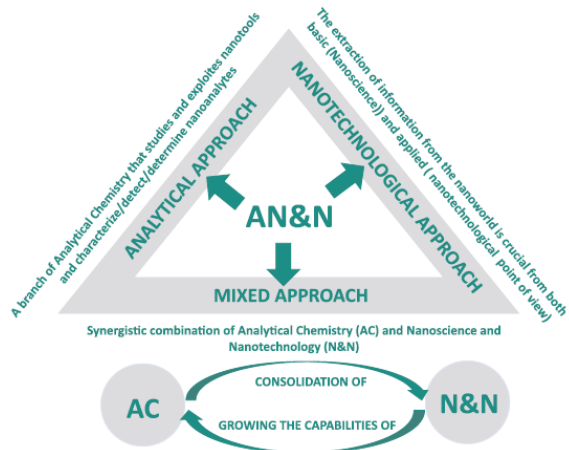 A branch of Analytical Chemistry that studies and exploites nanotools
and characterize/detect/determine nanoanalytes
ANALYTICAL APPROACH
The extraction of information from the nanoworld is crucial from both
basic (Nanoscience)) and applied ( nanotechnological point of view)
NANOTECHNOLOGICAL APPROACH
AN&N
MIXED APPROACH
Synergistic combination of Analytical Chemistry (AC) and Nanoscience and
Nanotechnology (N&N)
AC
CONSOLIDATION OF
GROWING THE CAPABILITIES OF
N&N